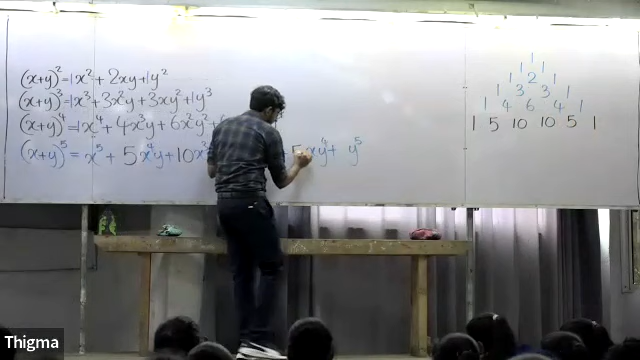 (x+y)² = 1x² + 2xy + 1y²
(x+y)³ = 1x³ + 3x²y + 3xy² + 1y³
(x+y)⁴ = 1x⁴ + 4x³y + 6x²y² +
(x+y)⁵ = x⁵ + 5x⁴y + 10x³ + 5xy⁴ + y⁵
1
1 1
1 2 1
1 3 3 1
1 4 6 4 1
1 5 10 10 5 1
Thigma